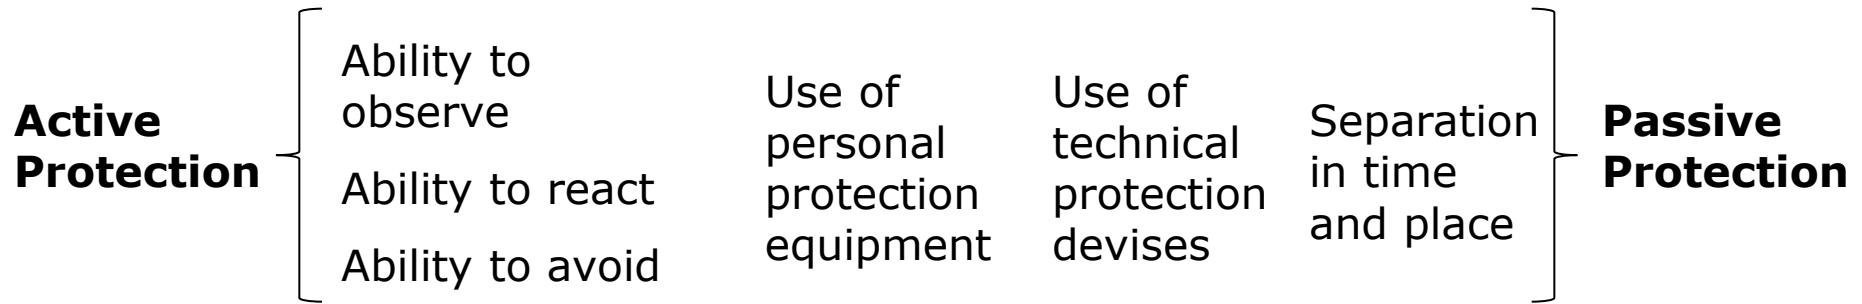 Active
Protection
Ability to
observe
Ability to react
Ability to avoid
Use of
personal
protection
equipment
Use of
technical
protection
devises
Separation
in time
and place
Passive
Protection